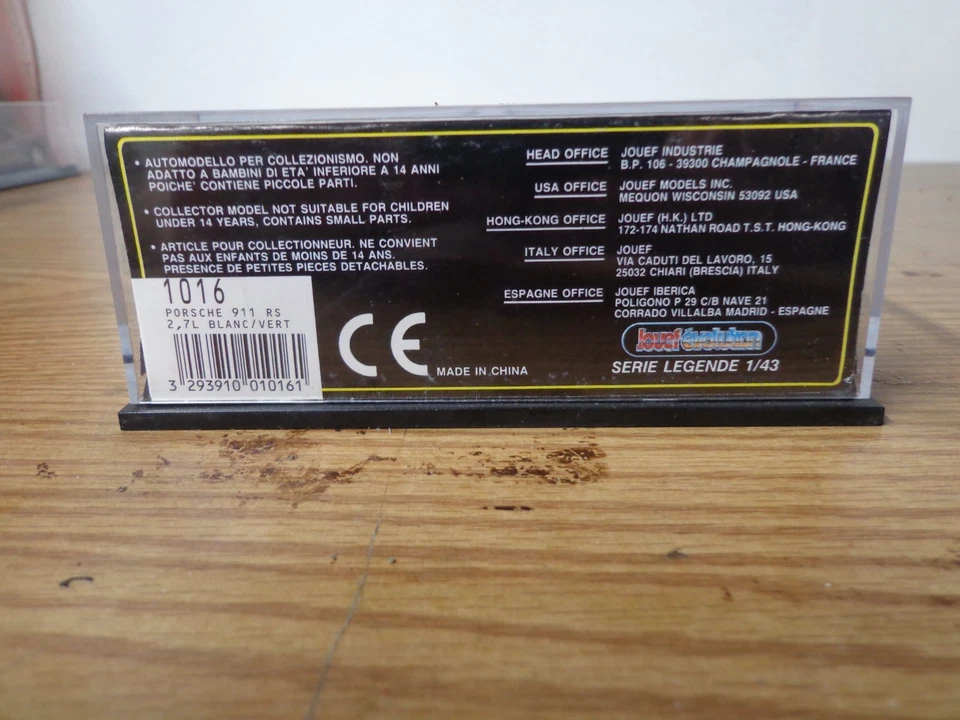 • AUTOMODELLO PER COLLEZIONISMO. NON
ADATTO A BAMBINI DI ETA' INFERIORE A 14 ANNI
POICHE' CONTIENE PICCOLE PARTI.
• COLLECTOR MODEL NOT SUITABLE FOR CHILDREN
UNDER 14 YEARS, CONTAINS SMALL PARTS.
• ARTICLE POUR COLLECTIONNEUR. NE CONVIENT
PAS AUX ENFANTS DE MOINS DE 14 ANS.
PRESENCE DE PETITES PIECES DETACHABLES.
1016
PORSCHE 911 RS
2,7L BLANC/VERT
3 293910 010161
CE
MADE IN CHINA
HEAD OFFICE JOUEF INDUSTRIE
B.P. 106 - 39300 CHAMPAGNOLE - FRANCE
USA OFFICE JOUEF MODELS INC.
MEQUON WISCONSIN 53092 USA
HONG-KONG OFFICE JOUEF (H.K.) LTD
172-174 NATHAN ROAD T.S.T. HONG-KONG
ITALY OFFICE JOUEF
VIA CADUTI DEL LAVORO, 15
25032 CHIARI (BRESCIA) ITALY
ESPAGNE OFFICE JOUEF IBERICA
POLIGONO P 29 C/B NAVE 21
CORRADO VILLALBA MADRID - ESPAGNE
Jouef évolution
SERIE LEGENDE 1/43